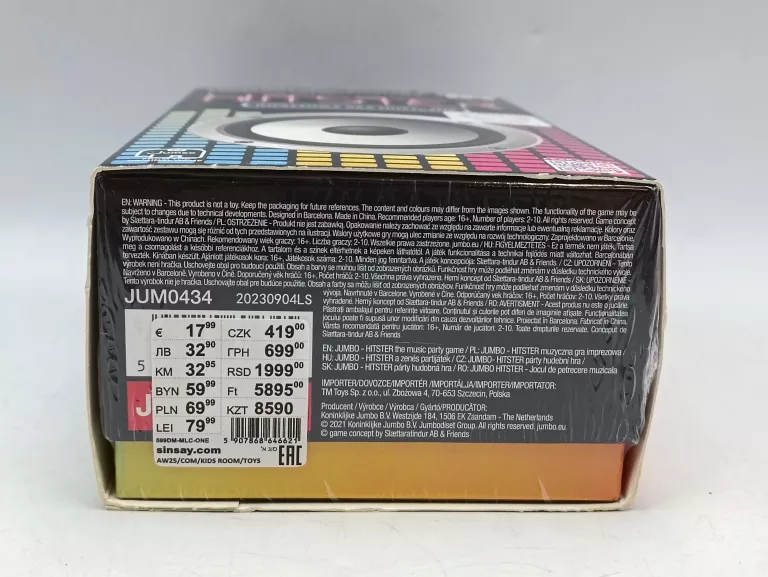 HITSTER
EN: WARNING - This product is not a toy. Keep the packaging for future references. The content and colours may differ from the images shown. The functionality of the game may be
subject to changes due to technical developments. Designed in Barcelona. Made in China. Recommended players age: 16+, Number of players: 2-10. All rights reserved. Game concept by
Slættara-tindur AB & Friends / PL: OSTRZEŻENIE - Produkt nie jest zabawką. Opakowanie należy zachować ze względu na zawarte informacje lub ewentualną reklamację. Kolory oraz
zawartość zestawu mogą się różnić od tych przedstawionych na ilustracji. Walory użytkowe gry mogą ulec zmianie ze względu na rozwój technologiczny. Zaprojektowano w Barcelonie.
Wyprodukowano w Chinach. Rekomendowany wiek graczy: 16+. Liczba graczy: 2-10. Wszelkie prawa zastrzeżone. jumbo.eu / HU: FIGYELMEZTETÉS - Ez a termék nem játék. Tartsa
meg a csomagolást a későbbi referenciákhoz. A tartalom és a színek eltérhetnek a képeken láthatótól. A játék funkcionalitása a technikai fejlődés miatt változhat. Barcelonában
tervezték. Kínában készült. Ajánlott játékosok kora: 16+, Játékosok száma: 2-10. Minden jog fenntartva. A játék koncepciója: Slættara-tindur AB & Friends / CZ: UPOZORNĚNÍ - Tento
výrobek není hračka. Uschovejte obal pro budoucí použití. Obsah a barvy se mohou lišit od zobrazených obrázků. Funkčnost hry může podléhat změnám v důsledku technického vývoje.
Navrženo v Barceloně. Vyrobeno v Číně. Doporučený věk hráčů: 16+, Počet hráčů: 2-10. Všechna práva vyhrazena. Herní koncept od Slættara-tindur AB & Friends / SK: UPOZORNENIE -
Tento výrobok nie je hračka. Uschovajte obal pre budúce použitie. Obsah a farby sa môžu líšiť od zobrazených obrázkov. Funkčnosť hry môže podliehať zmenám v dôsledku technického
vývoja. Navrhnuté v Barcelone. Vyrobené v Číne. Odporúčaný vek hráčov: 16+, Počet hráčov: 2-10. Všetky práva
vyhradené. Herný koncept od Slættara-tindur AB & Friends / RO: AVERTISMENT - Acest produs nu este o jucărie.
Păstrați ambalajul pentru referințe viitoare. Conținutul și culorile pot diferi de imaginile afișate. Funcționalitatea
jocului poate fi supusă unor modificări din cauza dezvoltărilor tehnice. Proiectat în Barcelona. Fabricat în China.
Vârsta recomandată pentru jucători: 16+, Număr de jucători: 2-10. Toate drepturile rezervate. Conceptul de
joc de Slættara-tindur AB & Friends
JUM0434 20230904LS
€ 17⁹⁹ CZK 419⁰⁰
ЛВ 32⁹⁰ ГРН 699⁰⁰
KM 32⁹⁵ RSD 1999⁰⁰
BYN 59⁹⁹ Ft 5895⁰⁰
PLN 69⁹⁹ KZT 8590
LEI 79⁹⁹
5 907868 646621
599DM-MLC-ONE
sinsay.com
EAC
AW25/COM/KIDS ROOM/TOYS
5
J
EN: JUMBO - HITSTER the music party game / PL: JUMBO - HITSTER muzyczna gra imprezowa /
HU: JUMBO - HITSTER a zenés partijáték / CZ: JUMBO- HITSTER párty hudební hra /
SK: JUMBO - HITSTER párty hudobná hra / RO: JUMBO HITSTER - Jocul de petrecere muzicala
IMPORTER/DOVOZCE/IMPORTÉR/IMPORTÁLJA/IMPORTER/IMPORTATOR:
TM Toys Sp. z o.o., ul. Zbożowa 4, 70-653 Szczecin, Polska
Producent / Výrobce / Výrobca / Gyártó/PRODUCĂTOR:
Koninklijke Jumbo B.V. Westzijde 184, 1506 EK Zaandam - The Netherlands
© 2021 Koninklijke Jumbo B.V. Jumbodiset Group. All rights reserved. jumbo.eu
© game concept by Slættaratindur AB & Friends